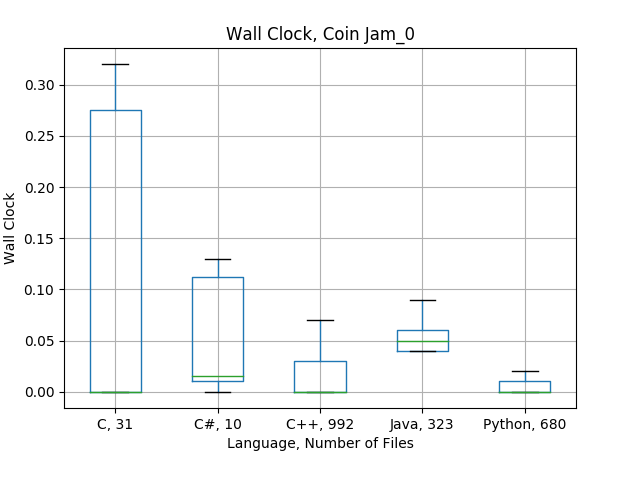 Wall Clock, Coin Jam_0
Wall Clock
0.30
0.25
0.20
0.15
0.10
0.05
0.00
C, 31 C#, 10 C++, 992 Java, 323 Python, 680
Language, Number of Files